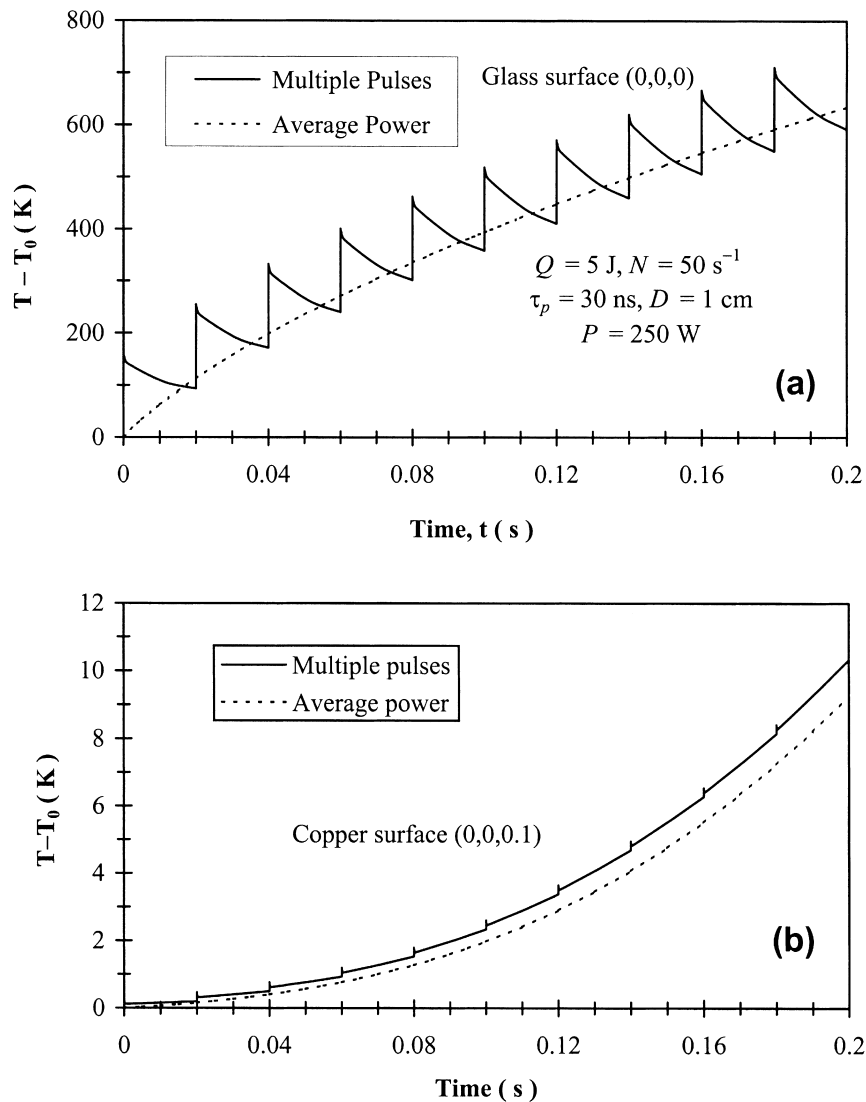 800
600
400
200
0
T – T₀ ( K )
Multiple Pulses
Average Power
Glass surface (0,0,0)
Q = 5 J, N = 50 s⁻¹
τₚ = 30 ns, D = 1 cm
P = 250 W
(a)
0 0.04 0.08 0.12 0.16 0.2
Time, t ( s )
12
10
8
6
4
2
0
T–T₀ ( K )
Multiple pulses
Average power
Copper surface (0,0,0.1)
(b)
0 0.04 0.08 0.12 0.16 0.2
Time ( s )